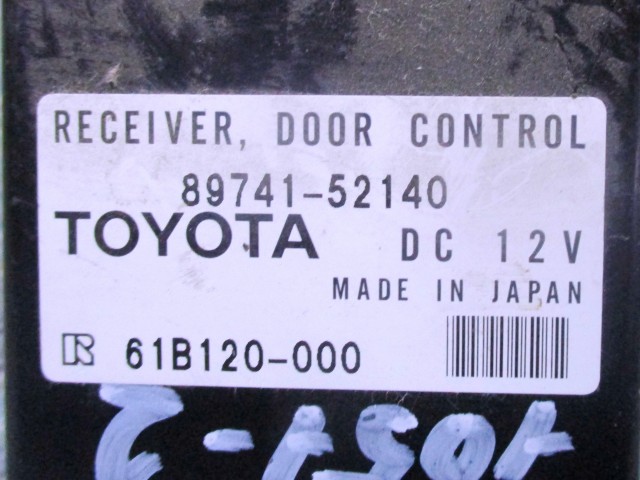 RECEIVER, DOOR CONTROL
89741-52140
TOYOTA DC 12V
MADE IN JAPAN
R 61B120-000